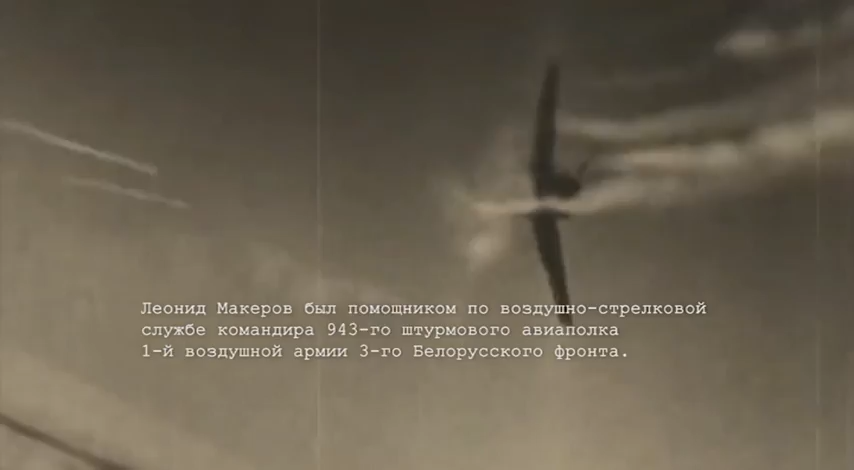 Леонид Макеров был помощником по воздушно-стрелковой
службе командира 943-го штурмового авиаполка
1-й воздушной армии 3-го Белорусского фронта.